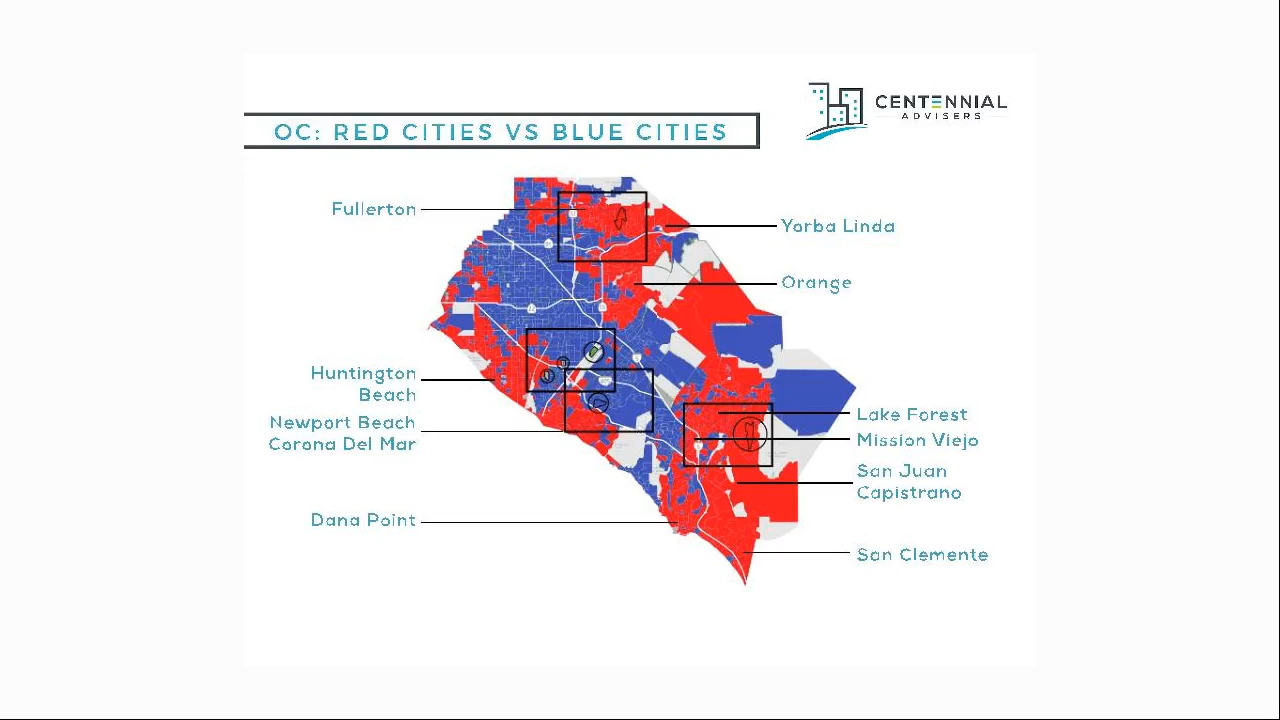 CENTENNIAL
ADVISERS
OC: RED CITIES VS BLUE CITIES
Fullerton
Yorba Linda
Orange
Huntington
Beach
Newport Beach
Corona Del Mar
Lake Forest
Mission Viejo
San Juan
Capistrano
Dana Point
San Clemente